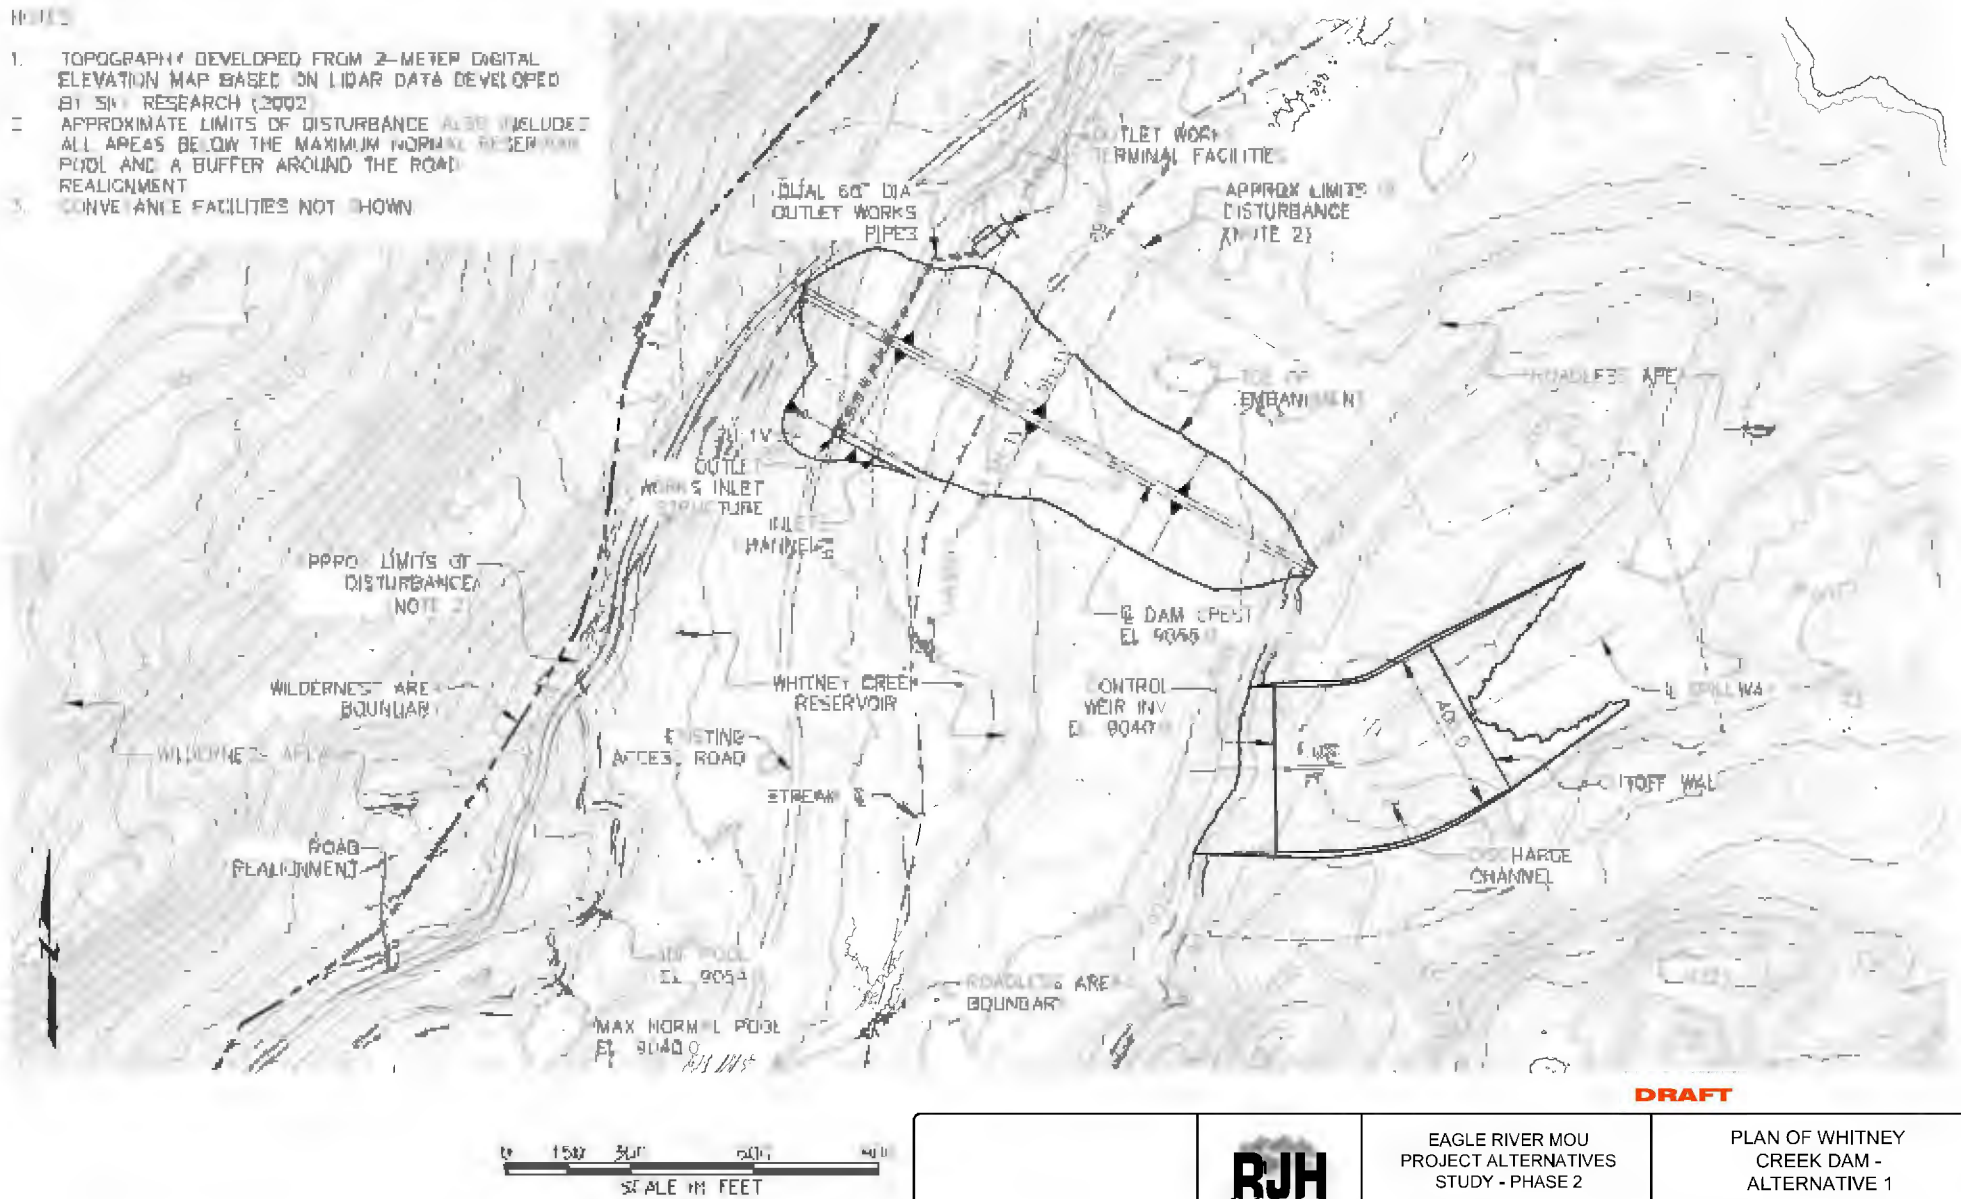 NOTES
1. TOPOGRAPHY DEVELOPED FROM 2-METER DIGITAL
ELEVATION MAP BASED ON LIDAR DATA DEVELOPED
RESEARCH (2002)
APPROXIMATE LIMITS OF DISTURBANCE ALSO INCLUDES
ALL AREAS BELOW THE MAXIMUM NORMAL RESERVOIR
POOL AND A BUFFER AROUND THE ROAD
REALIGNMENT
3. CONVEYANCE FACILITIES NOT SHOWN
OUTLET WORKS
TERMINAL FACILITIES
DUAL 60" DIA
OUTLET WORKS
PIPES
APPROX LIMITS OF
DISTURBANCE
(NOTE 2)
TOE OF
EMBANKMENT
ROADLESS AREA
OUTLET
WORKS INLET
STRUCTURE
INLET
CHANNEL
APPROX LIMITS OF
DISTURBANCE
(NOTE 2)
℄ DAM CREST
EL
WILDERNESS AREA
BOUNDARY
WHITNEY CREEK
RESERVOIR
CONTROL
WEIR INV
EL 9040
℄ SPILLWAY
WILDERNESS AREA
EXISTING
ACCESS ROAD
STREAM ℄
CUTOFF WALL
ROAD
REALIGNMENT
DISCHARGE
CHANNEL
POOL
EL 9054
ROADLESS AREA
BOUNDARY
MAX NORMAL POOL
EL 9040.0
N
DRAFT
0 150 300 600 900
SCALE IN FEET
RJH
EAGLE RIVER MOU
PROJECT ALTERNATIVES
STUDY - PHASE 2
PLAN OF WHITNEY
CREEK DAM -
ALTERNATIVE 1